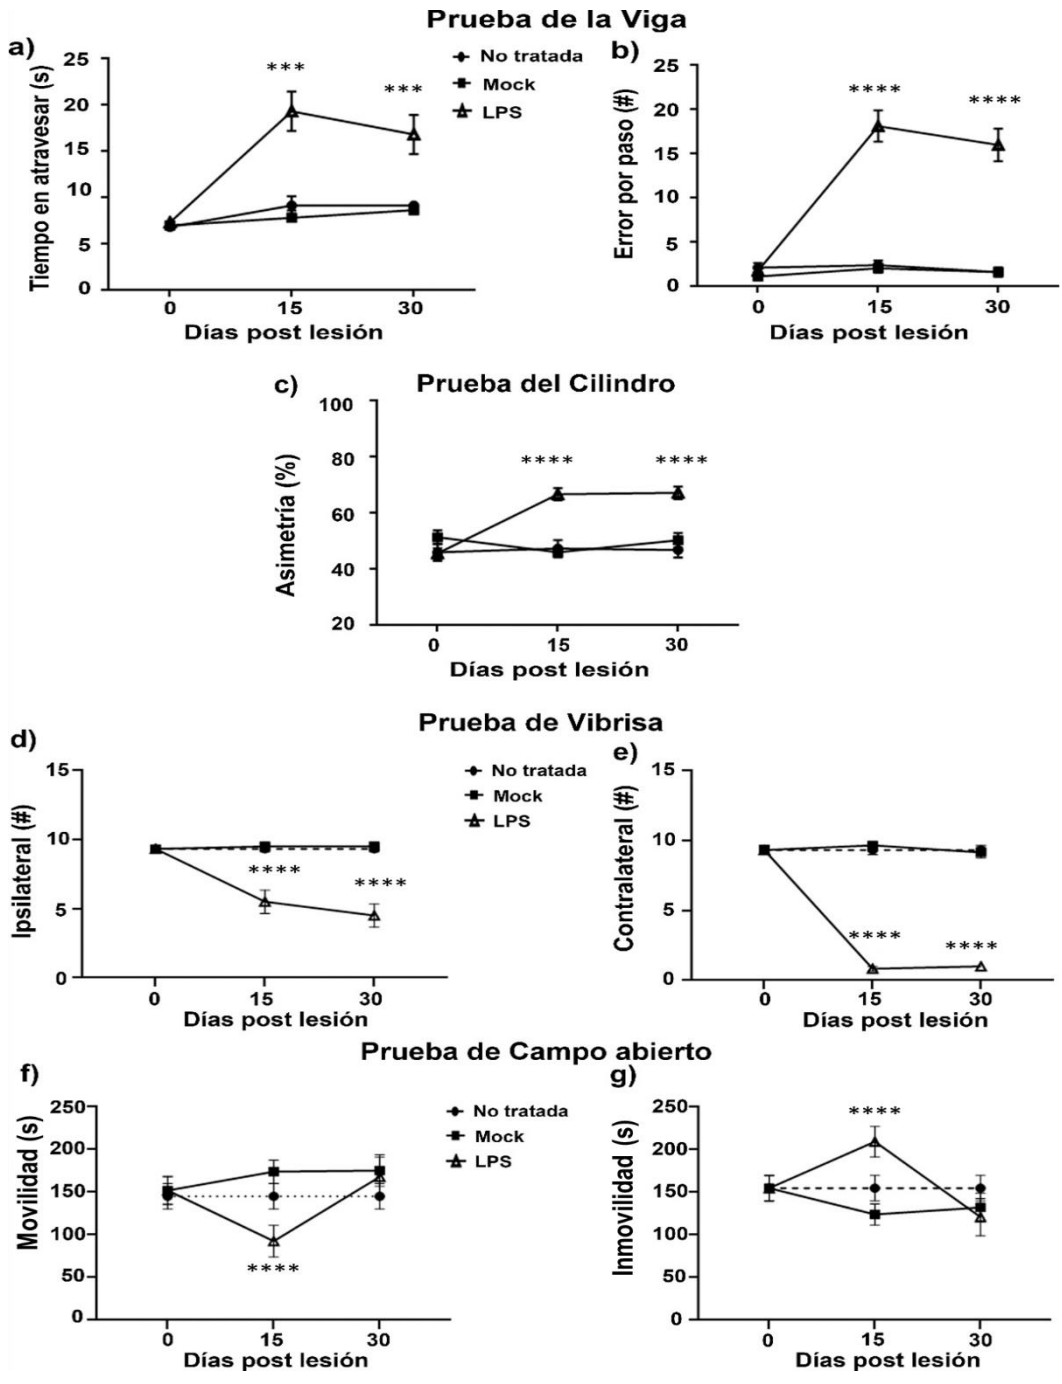 Prueba de la Viga
a)
Tiempo en atravesar (s)
25
20
15
10
5
0
***
***
0 15 30
Días post lesión
No tratada
Mock
LPS
b)
Error por paso (#)
25
20
15
10
5
0
****
****
0 15 30
Días post lesión
c)
Prueba del Cilindro
Asimetría (%)
100
80
60
40
20
****
****
0 15 30
Días post lesión
Prueba de Vibrisa
d)
Ipsilateral (#)
15
10
5
0
****
****
0 15 30
Días post lesión
No tratada
Mock
LPS
e)
Contralateral (#)
15
10
5
0
****
****
0 15 30
Días post lesión
Prueba de Campo abierto
f)
Movilidad (s)
250
200
150
100
50
0
****
0 15 30
Días post lesión
No tratada
Mock
LPS
g)
Inmovilidad (s)
250
200
150
100
50
0
****
0 15 30
Días post lesión